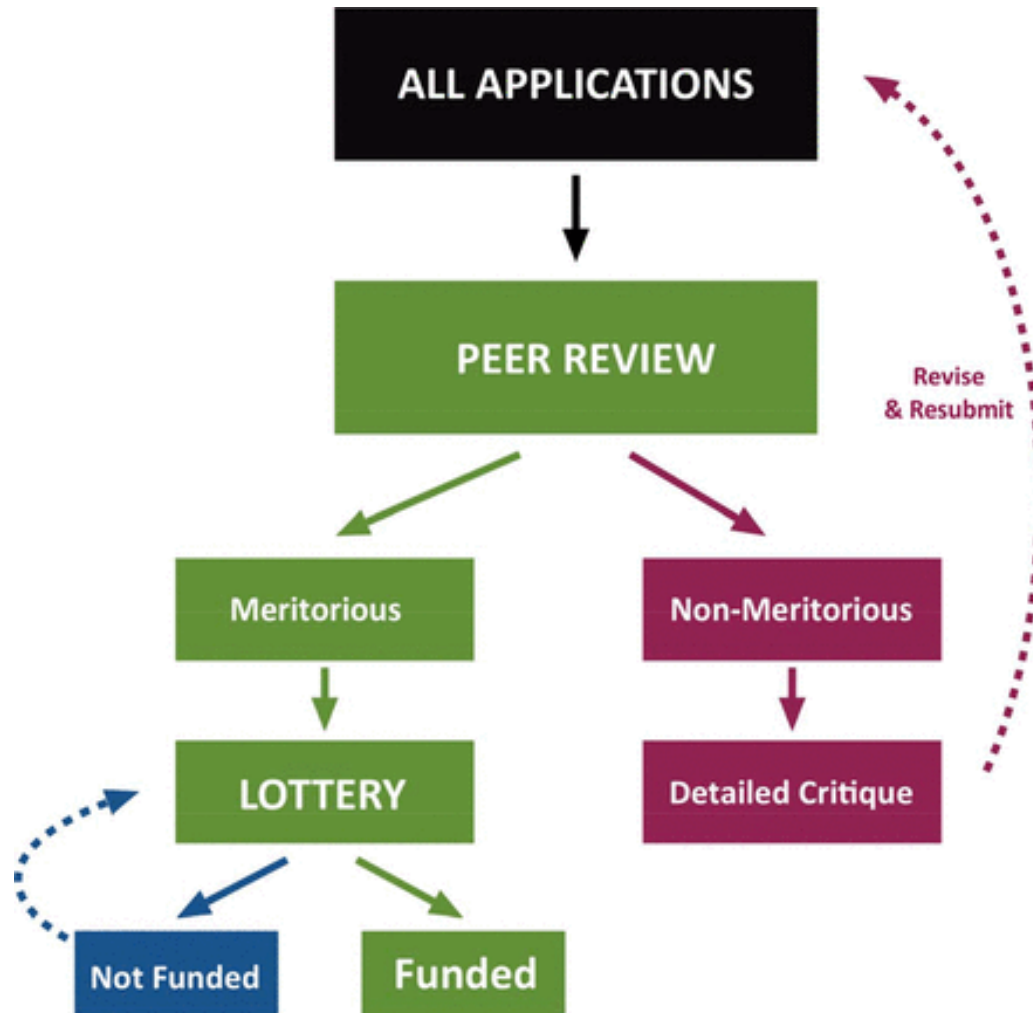 ALL APPLICATIONS
PEER REVIEW
Revise
& Resubmit
Meritorious
Non-Meritorious
LOTTERY
Detailed Critique
Not Funded
Funded